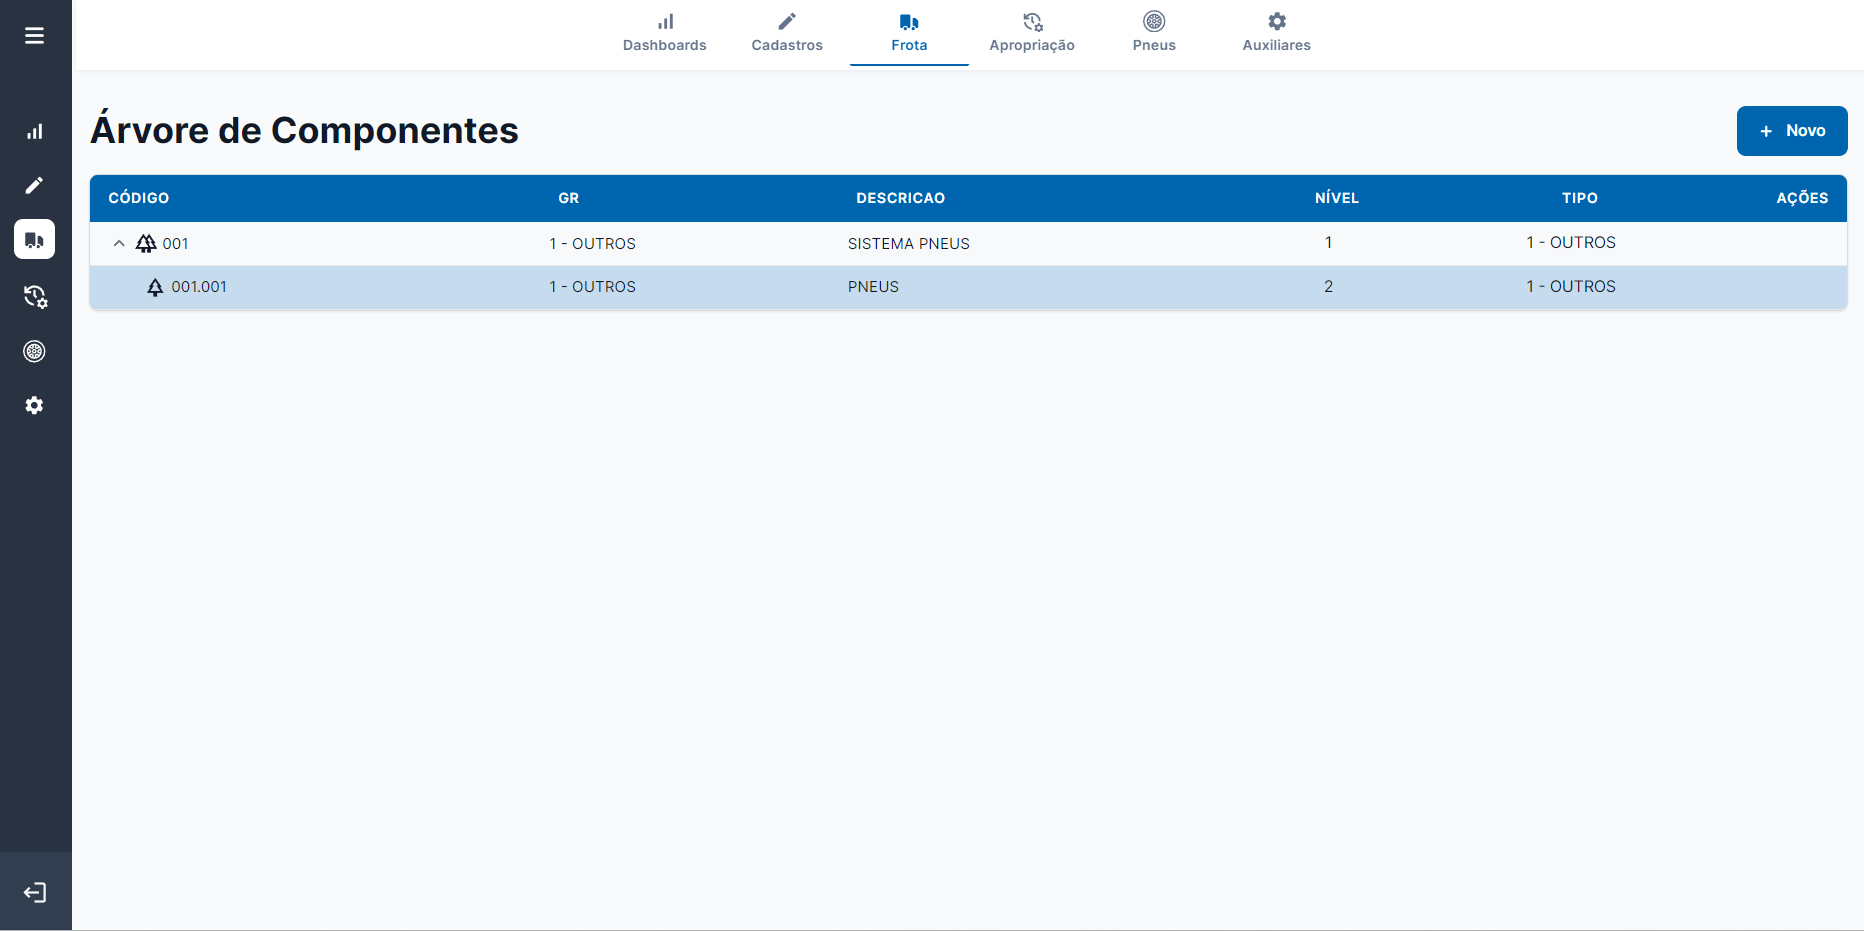 Dashboards Cadastros Frota Apropriação Pneus Auxiliares
Árvore de Componentes
+ Novo
CÓDIGO GR DESCRICAO NÍVEL TIPO AÇÕES
001 1 - OUTROS SISTEMA PNEUS 1 1 - OUTROS
001.001 1 - OUTROS PNEUS 2 1 - OUTROS